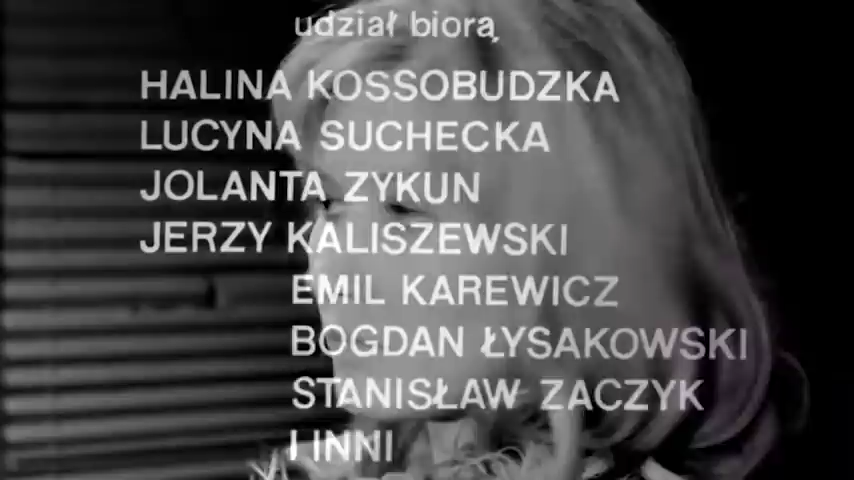 udział biorą
HALINA KOSSOBUDZKA
LUCYNA SUCHECKA
JOLANTA ZYKUN
JERZY KALISZEWSKI
EMIL KAREWICZ
BOGDAN ŁYSAKOWSKI
STANISŁAW ZACZYK
I INNI